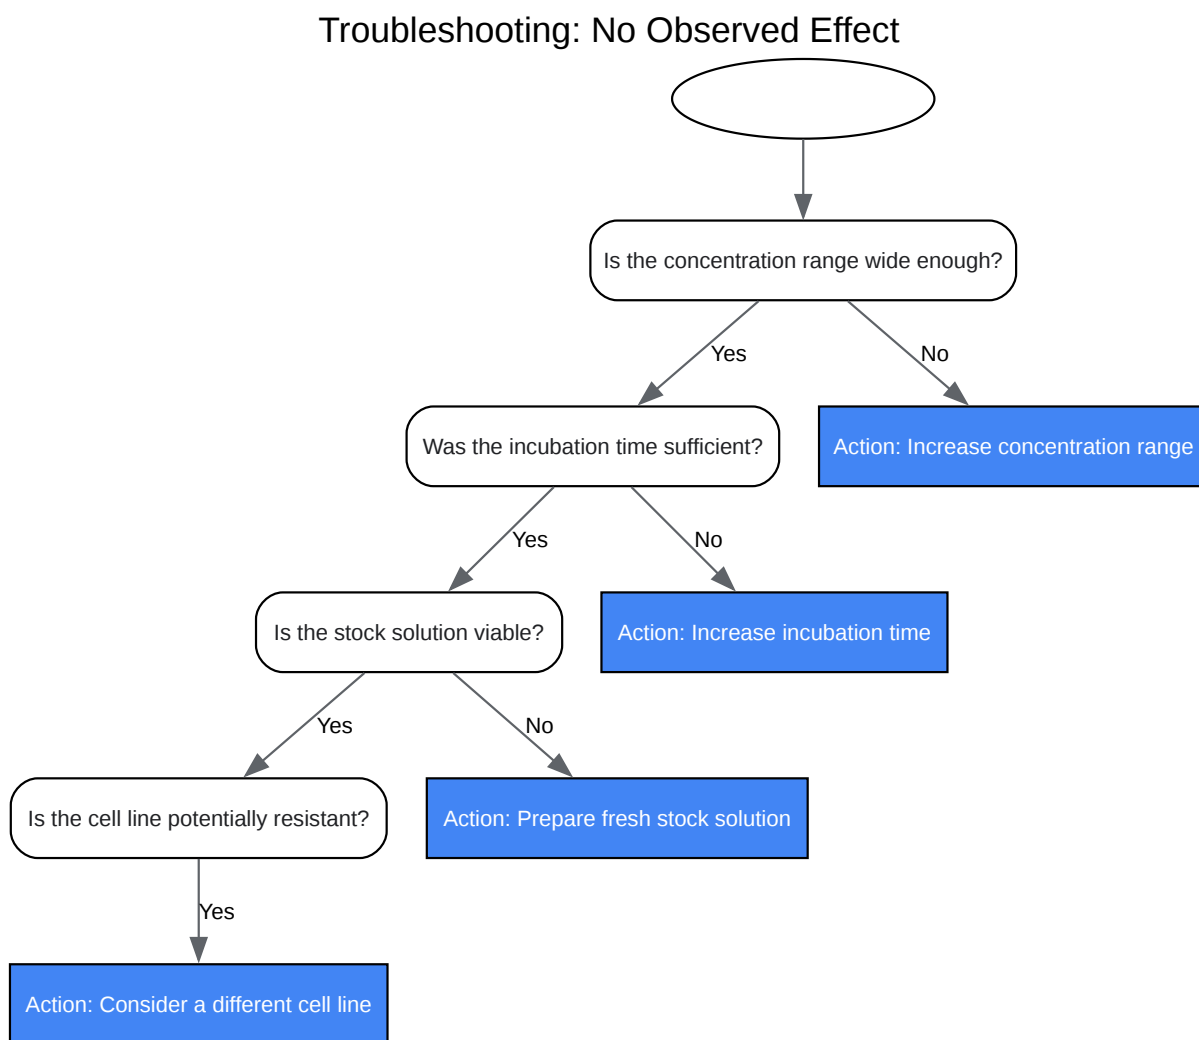 Troubleshooting: No Observed Effect
Is the concentration range wide enough?
Yes
No
Was the incubation time sufficient?
Action: Increase concentration range
Yes
No
Is the stock solution viable?
Action: Increase incubation time
Yes
No
Is the cell line potentially resistant?
Action: Prepare fresh stock solution
Yes
Action: Consider a different cell line